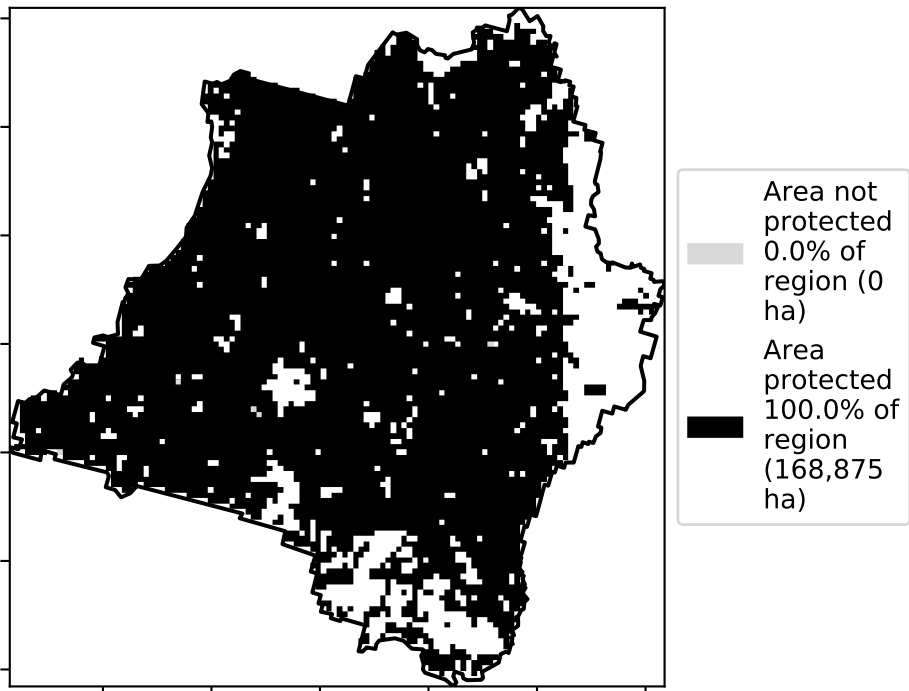 Area not
protected
0.0% of
region (0
ha)
Area
protected
100.0% of
region
(168,875
ha)